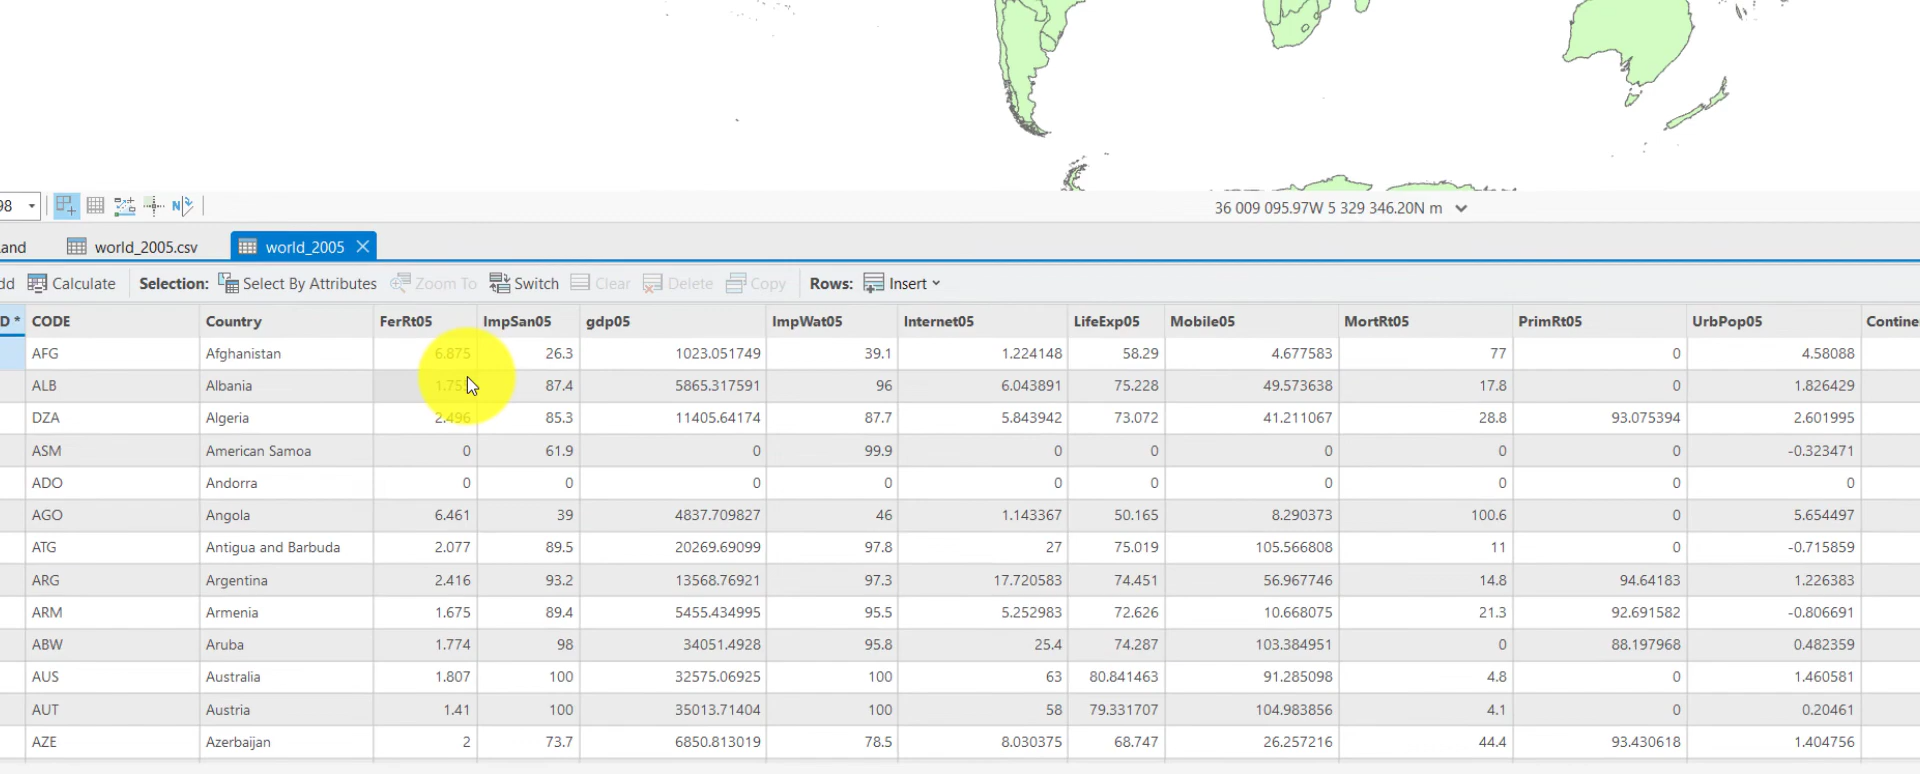 98
36 009 095.97W 5 329 346.20N m
and world_2005.csv world_2005
dd Calculate Selection: Select By Attributes Zoom To Switch Clear Delete Copy Rows: Insert
D * CODE Country FerRt05 ImpSan05 gdp05 ImpWat05 Internet05 LifeExp05 Mobile05 MortRt05 PrimRt05 UrbPop05 Contine
AFG Afghanistan 6.875 26.3 1023.051749 39.1 1.224148 58.29 4.677583 77 0 4.58088
ALB Albania 87.4 5865.317591 96 6.043891 75.228 49.573638 17.8 0 1.826429
DZA Algeria 2.496 85.3 11405.64174 87.7 5.843942 73.072 41.211067 28.8 93.075394 2.601995
ASM American Samoa 0 61.9 0 99.9 0 0 0 0 0 -0.323471
ADO Andorra 0 0 0 0 0 0 0 0 0 0
AGO Angola 6.461 39 4837.709827 46 1.143367 50.165 8.290373 100.6 0 5.654497
ATG Antigua and Barbuda 2.077 89.5 20269.69099 97.8 27 75.019 105.566808 11 0 -0.715859
ARG Argentina 2.416 93.2 13568.76921 97.3 17.720583 74.451 56.967746 14.8 94.64183 1.226383
ARM Armenia 1.675 89.4 5455.434995 95.5 5.252983 72.626 10.668075 21.3 92.691582 -0.806691
ABW Aruba 1.774 98 34051.4928 95.8 25.4 74.287 103.384951 0 88.197968 0.482359
AUS Australia 1.807 100 32575.06925 100 63 80.841463 91.285098 4.8 0 1.460581
AUT Austria 1.41 100 35013.71404 100 58 79.331707 104.983856 4.1 0 0.20461
AZE Azerbaijan 2 73.7 6850.813019 78.5 8.030375 68.747 26.257216 44.4 93.430618 1.404756